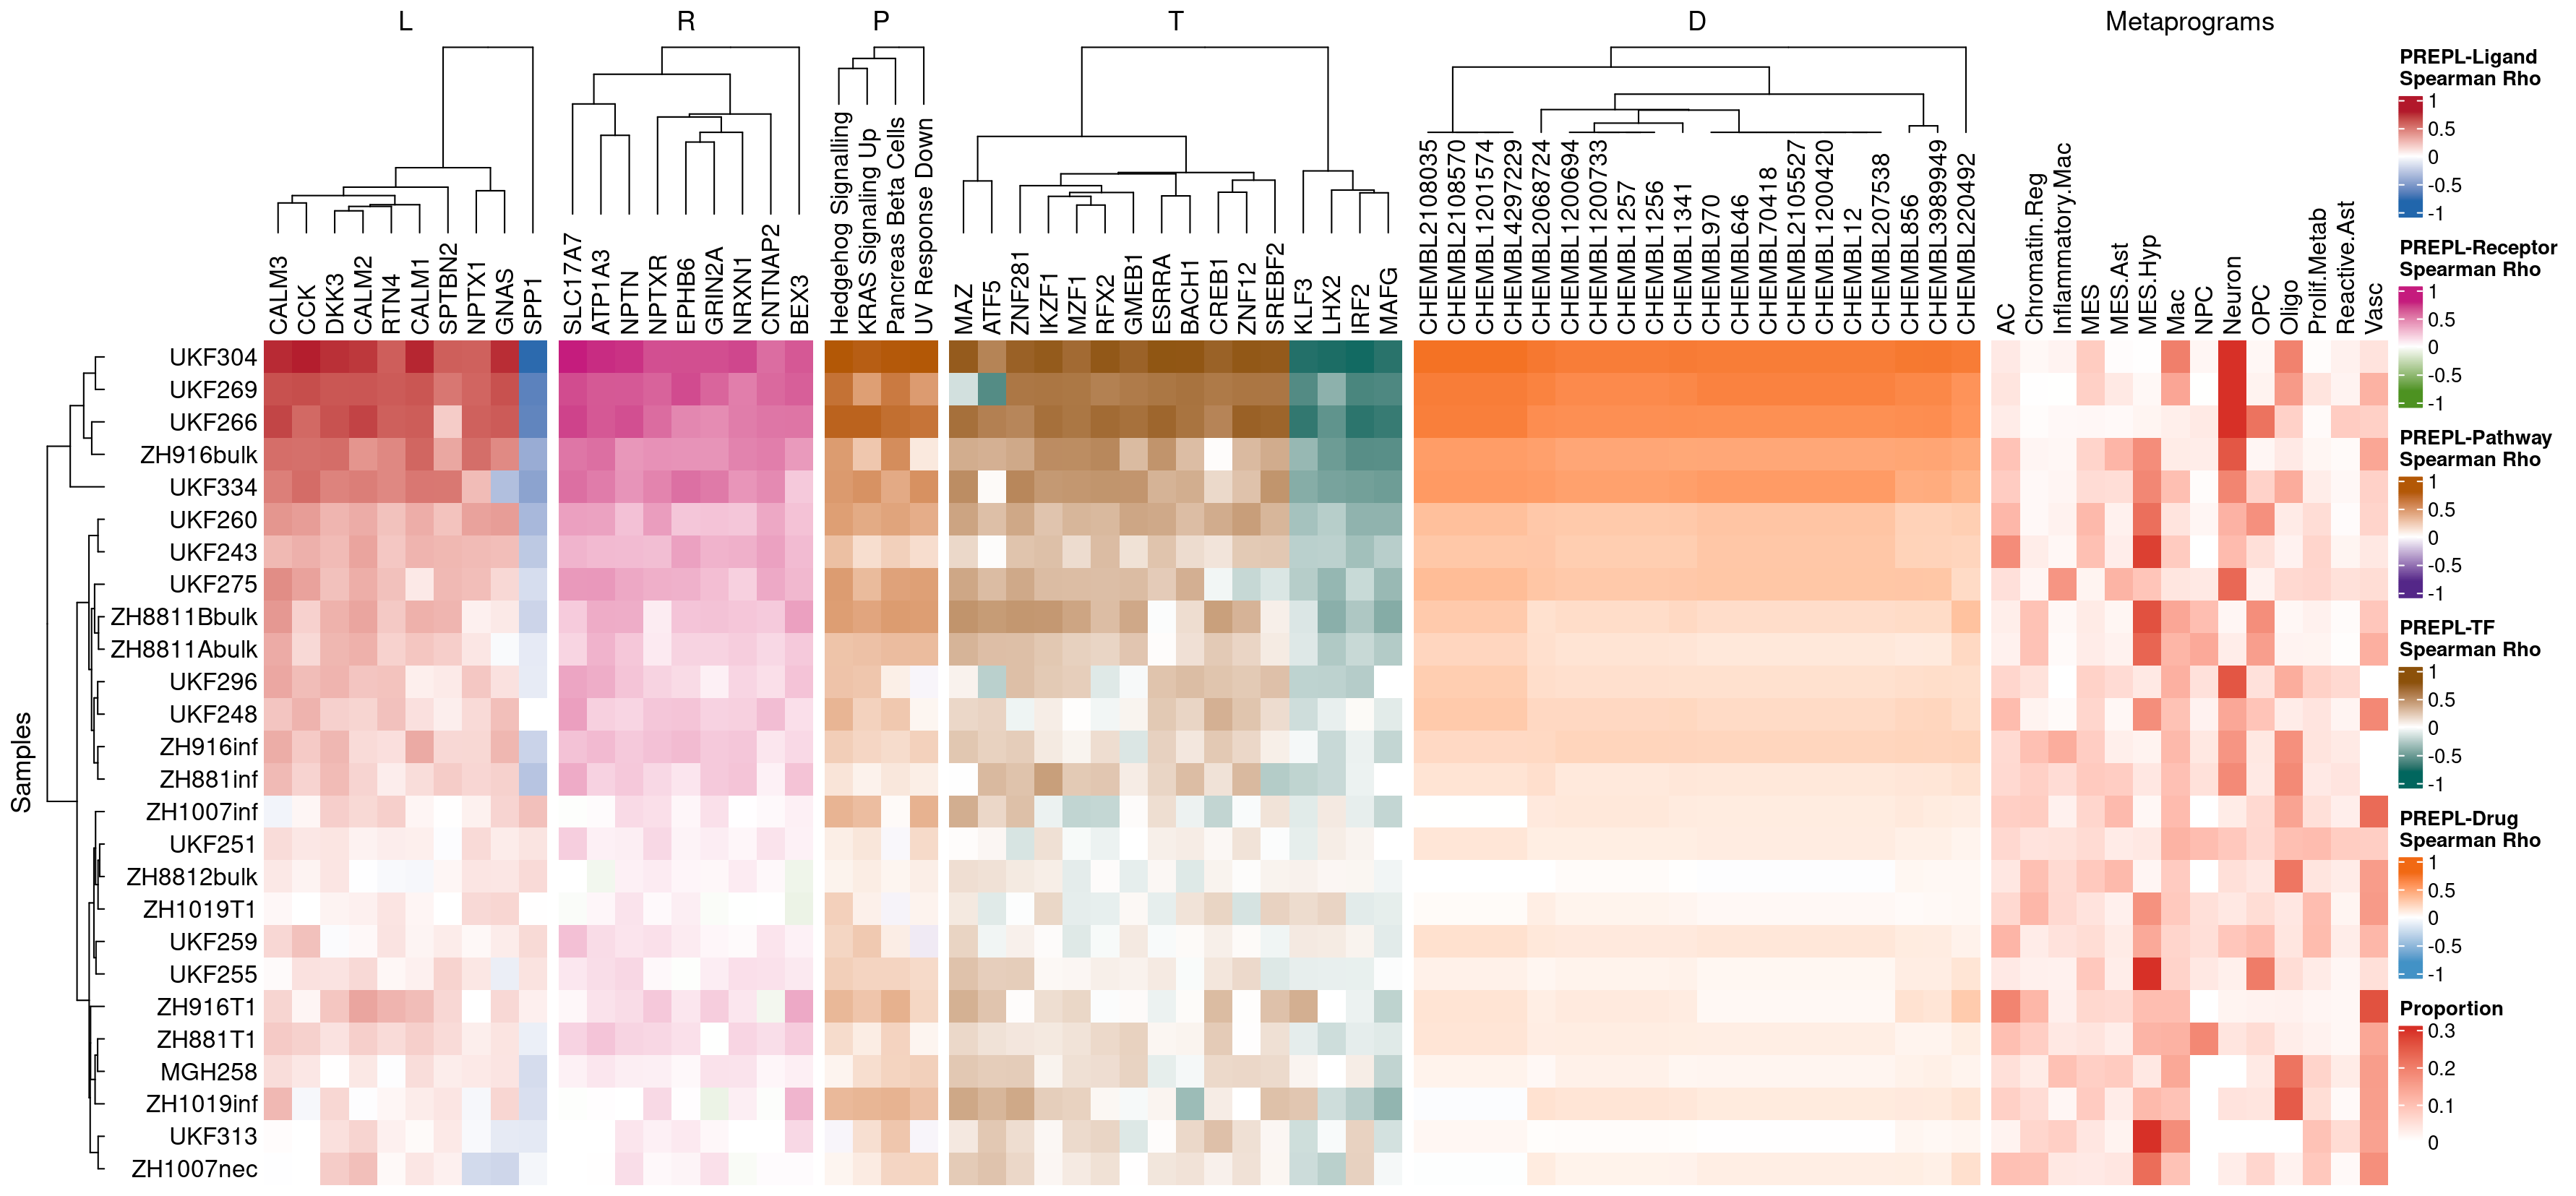 L
R
P
T
D
Metaprograms
CALM3
CCK
DKK3
CALM2
RTN4
CALM1
SPTBN2
NPTX1
GNAS
SPP1
SLC17A7
ATP1A3
NPTN
NPTXR
EPHB6
GRIN2A
NRXN1
CNTNAP2
BEX3
Hedgehog Signalling
KRAS Signaling Up
Pancreas Beta Cells
UV Response Down
MAZ
ATF5
ZNF281
IKZF1
MZF1
RFX2
GMEB1
ESRRA
BACH1
CREB1
ZNF12
SREBF2
KLF3
LHX2
IRF2
MAFG
CHEMBL2108035
CHEMBL2108570
CHEMBL1201574
CHEMBL4297229
CHEMBL2068724
CHEMBL1200694
CHEMBL1200733
CHEMBL1257
CHEMBL1256
CHEMBL1341
CHEMBL970
CHEMBL646
CHEMBL70418
CHEMBL2105527
CHEMBL1200420
CHEMBL12
CHEMBL207538
CHEMBL856
CHEMBL3989949
CHEMBL220492
AC
Chromatin.Reg
Inflammatory.Mac
MES
MES.Ast
MES.Hyp
Mac
NPC
Neuron
OPC
Oligo
Prolif.Metab
Reactive.Ast
Vasc
Samples
UKF304
UKF269
UKF266
ZH916bulk
UKF334
UKF260
UKF243
UKF275
ZH8811Bbulk
ZH8811Abulk
UKF296
UKF248
ZH916inf
ZH881inf
ZH1007inf
UKF251
ZH8812bulk
ZH1019T1
UKF259
UKF255
ZH916T1
ZH881T1
MGH258
ZH1019inf
UKF313
ZH1007nec
PREPL-Ligand
Spearman Rho
1
0.5
0
-0.5
-1
PREPL-Receptor
Spearman Rho
1
0.5
0
-0.5
-1
PREPL-Pathway
Spearman Rho
1
0.5
0
-0.5
-1
PREPL-TF
Spearman Rho
1
0.5
0
-0.5
-1
PREPL-Drug
Spearman Rho
1
0.5
0
-0.5
-1
Proportion
0.3
0.2
0.1
0